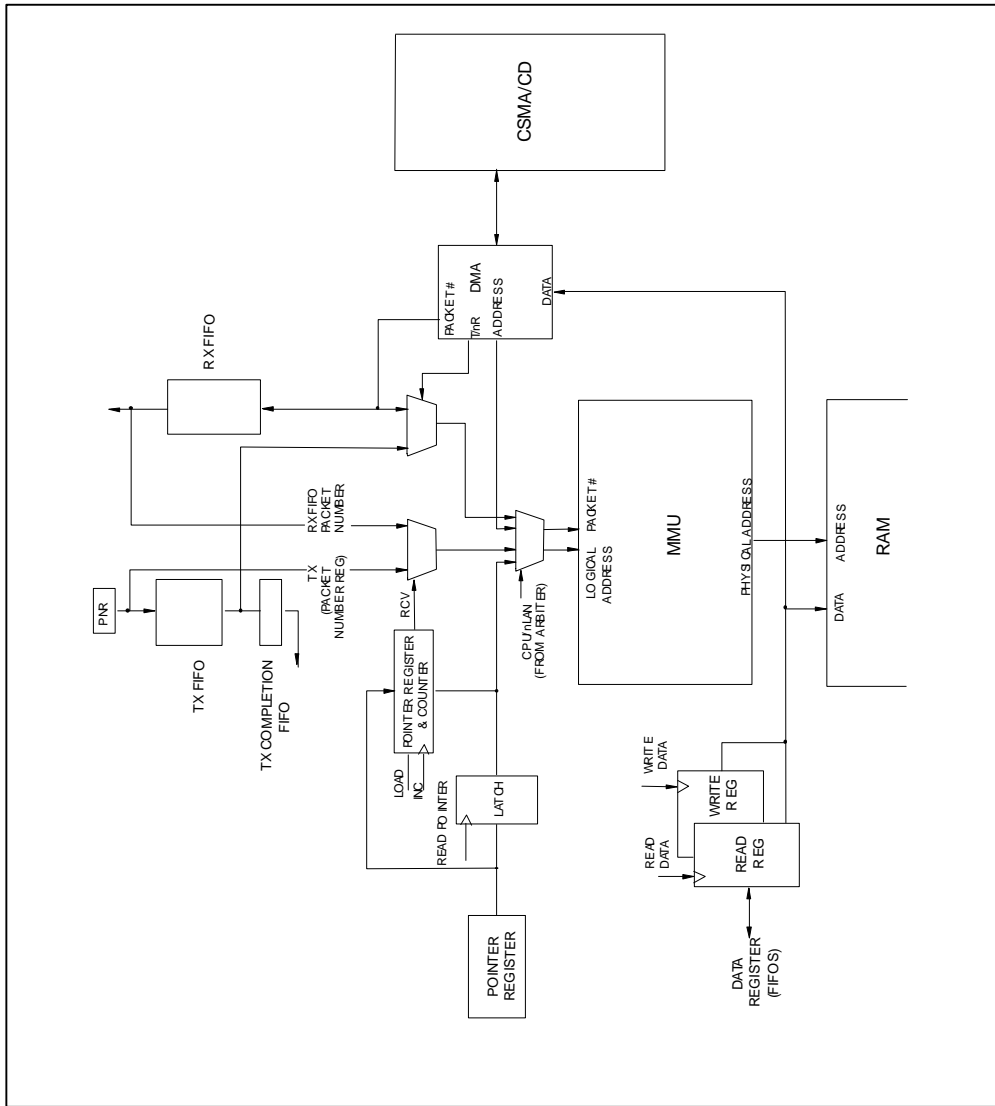 CSMA/CD
PACKET#
T/nR
DMA
ADDRESS
DATA
RX FIFO
RX FIFO
PACKET
NUMBER
TX
(PACKET
NUMBER REG)
PNR
TX FIFO
TX COMPLETION
FIFO
RCV
POINTER REGISTER
& COUNTER
LOAD
INC
CPU/nLAN
(FROM ARBITER)
PACKET#
LOGICAL
ADDRESS
MMU
PHYSICAL ADDRESS
ADDRESS
DATA
RAM
READ POINTER
LATCH
POINTER
REGISTER
WRITE
DATA
WRITE
REG
READ
DATA
READ
REG
DATA
REGISTER
(FIFOS)